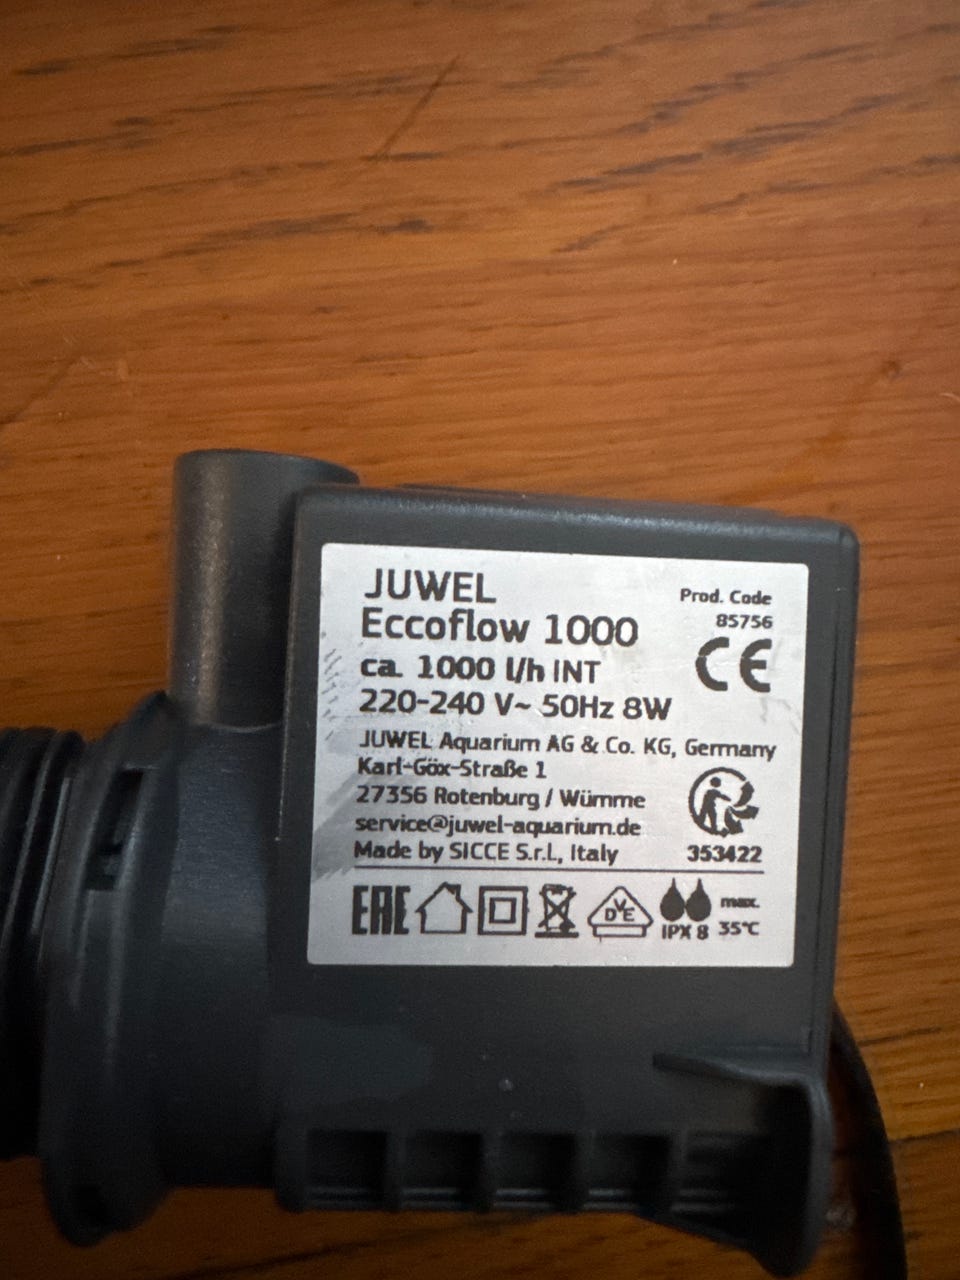 JUWEL
Eccoflow 1000
ca. 1000 l/h INT
220-240 V~ 50Hz 8W
Prod. Code
85756
CE
JUWEL Aquarium AG & Co. KG, Germany
Karl-Göx-Straße 1
27356 Rotenburg / Wümme
service@juwel-aquarium.de
Made by SICCE S.r.L, Italy
353422
EAC
DVE
IPX 8
max.
35°C